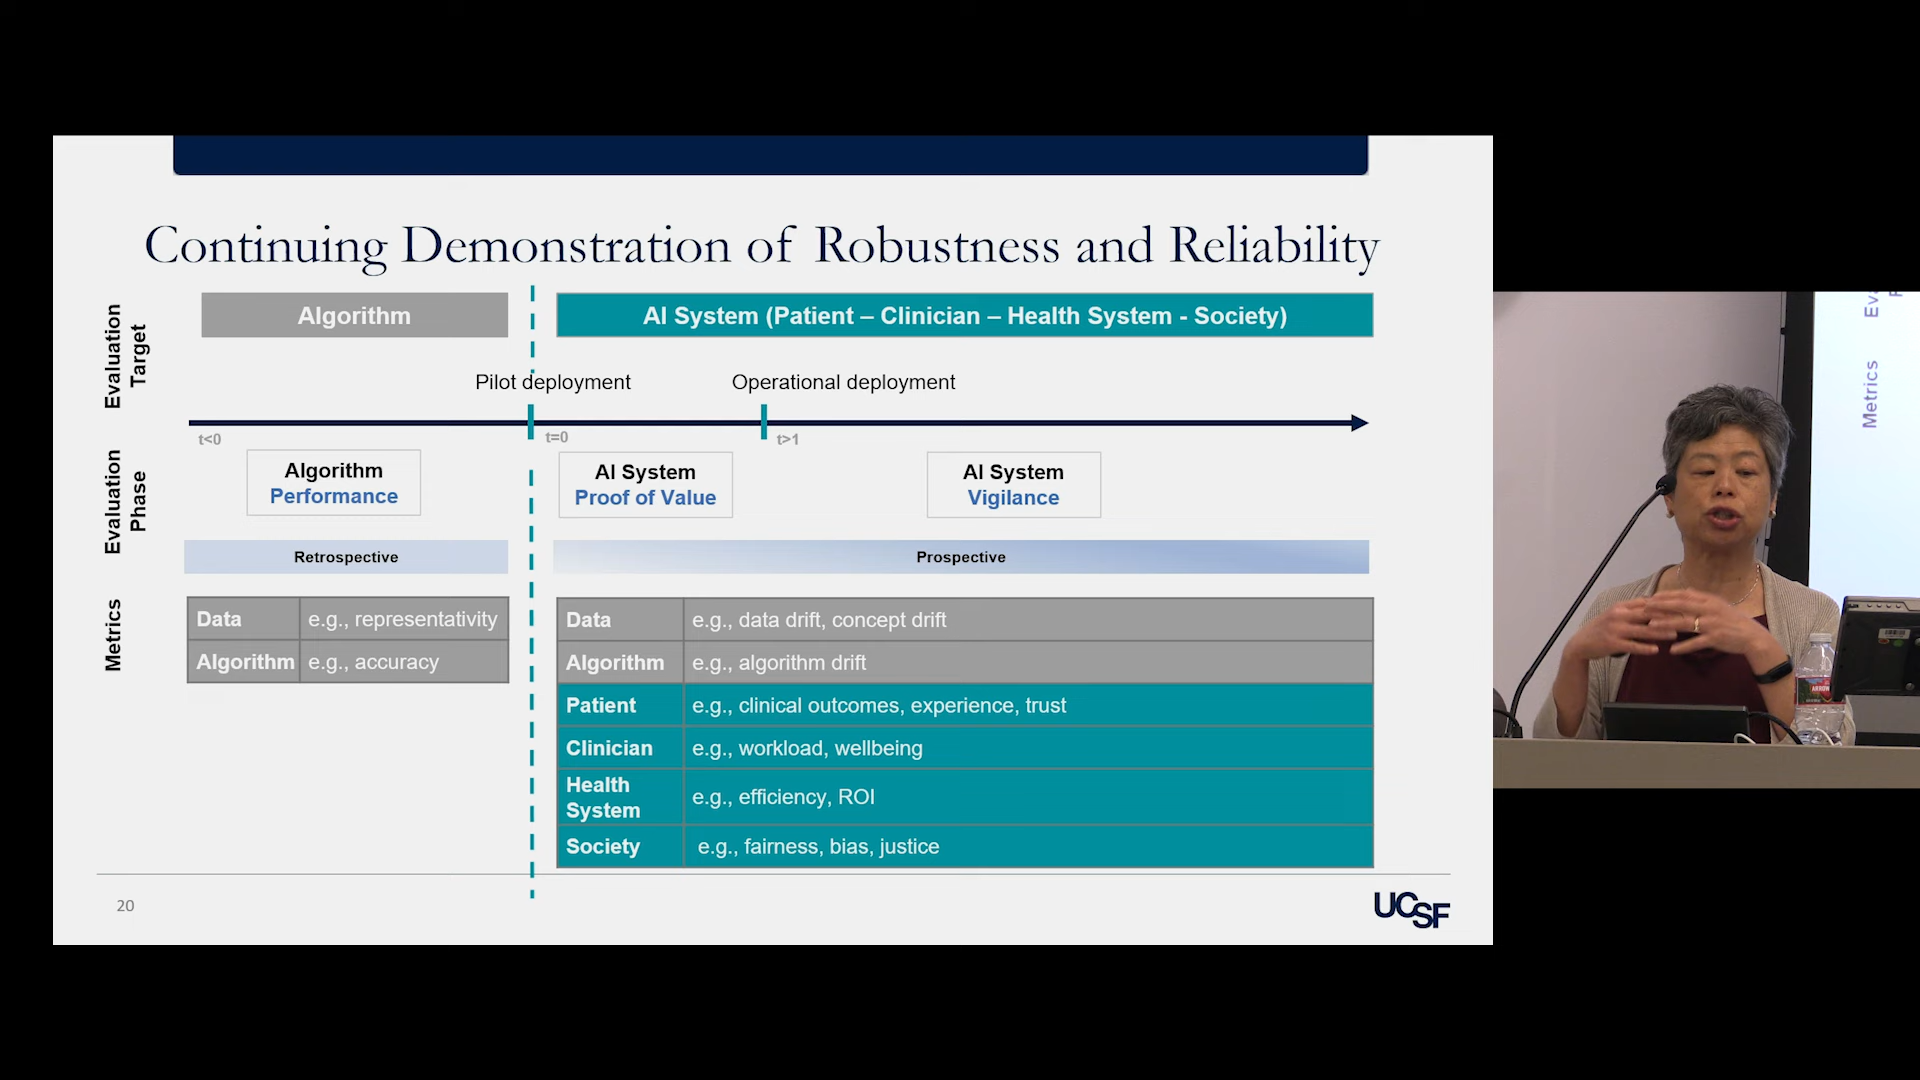 Continuing Demonstration of Robustness and Reliability
Evaluation
Target
Algorithm
AI System (Patient – Clinician – Health System - Society)
Pilot deployment
Operational deployment
t<0
t=0
t>1
Evaluation
Phase
Algorithm
Performance
AI System
Proof of Value
AI System
Vigilance
Retrospective
Prospective
Metrics
Data
e.g., representativity
Algorithm
e.g., accuracy
Data
e.g., data drift, concept drift
Algorithm
e.g., algorithm drift
Patient
e.g., clinical outcomes, experience, trust
Clinician
e.g., workload, wellbeing
Health
System
e.g., efficiency, ROI
Society
e.g., fairness, bias, justice
20
UCSF
Metrics
ARROW